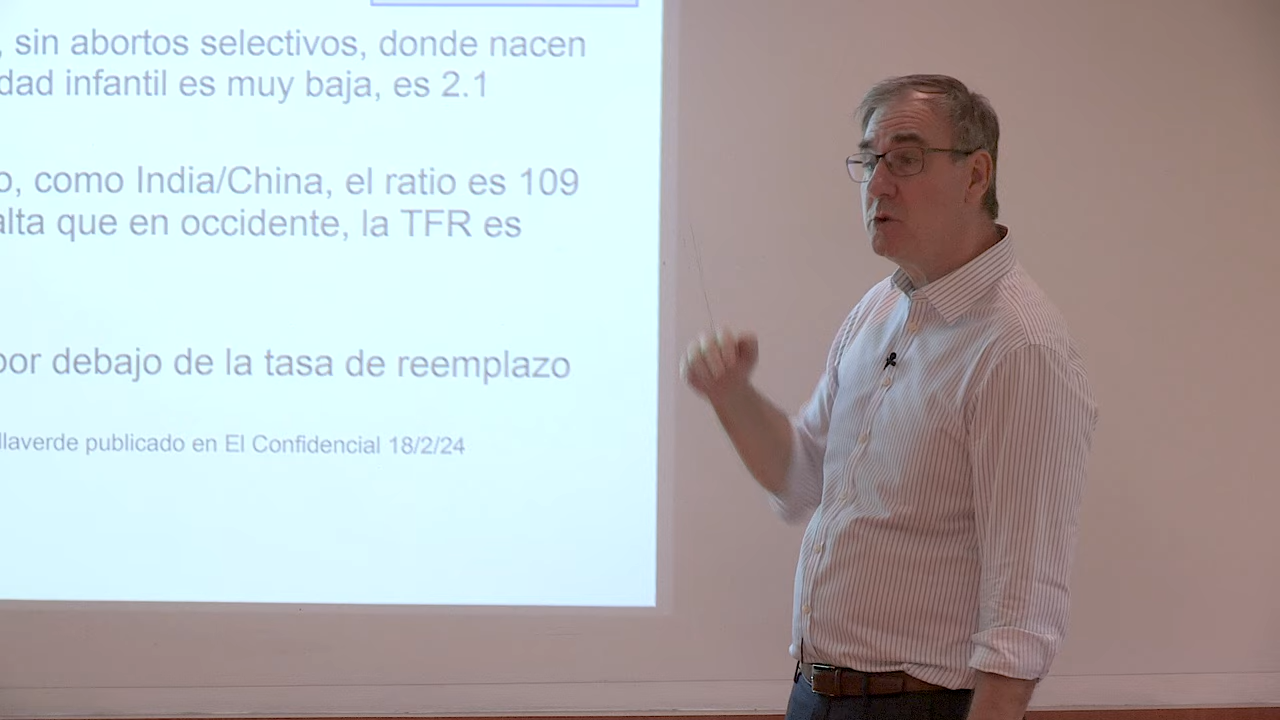 , sin abortos selectivos, donde nacen
dad infantil es muy baja, es 2.1
o, como India/China, el ratio es 109
alta que en occidente, la TFR es
por debajo de la tasa de reemplazo
llaverde publicado en El Confidencial 18/2/24